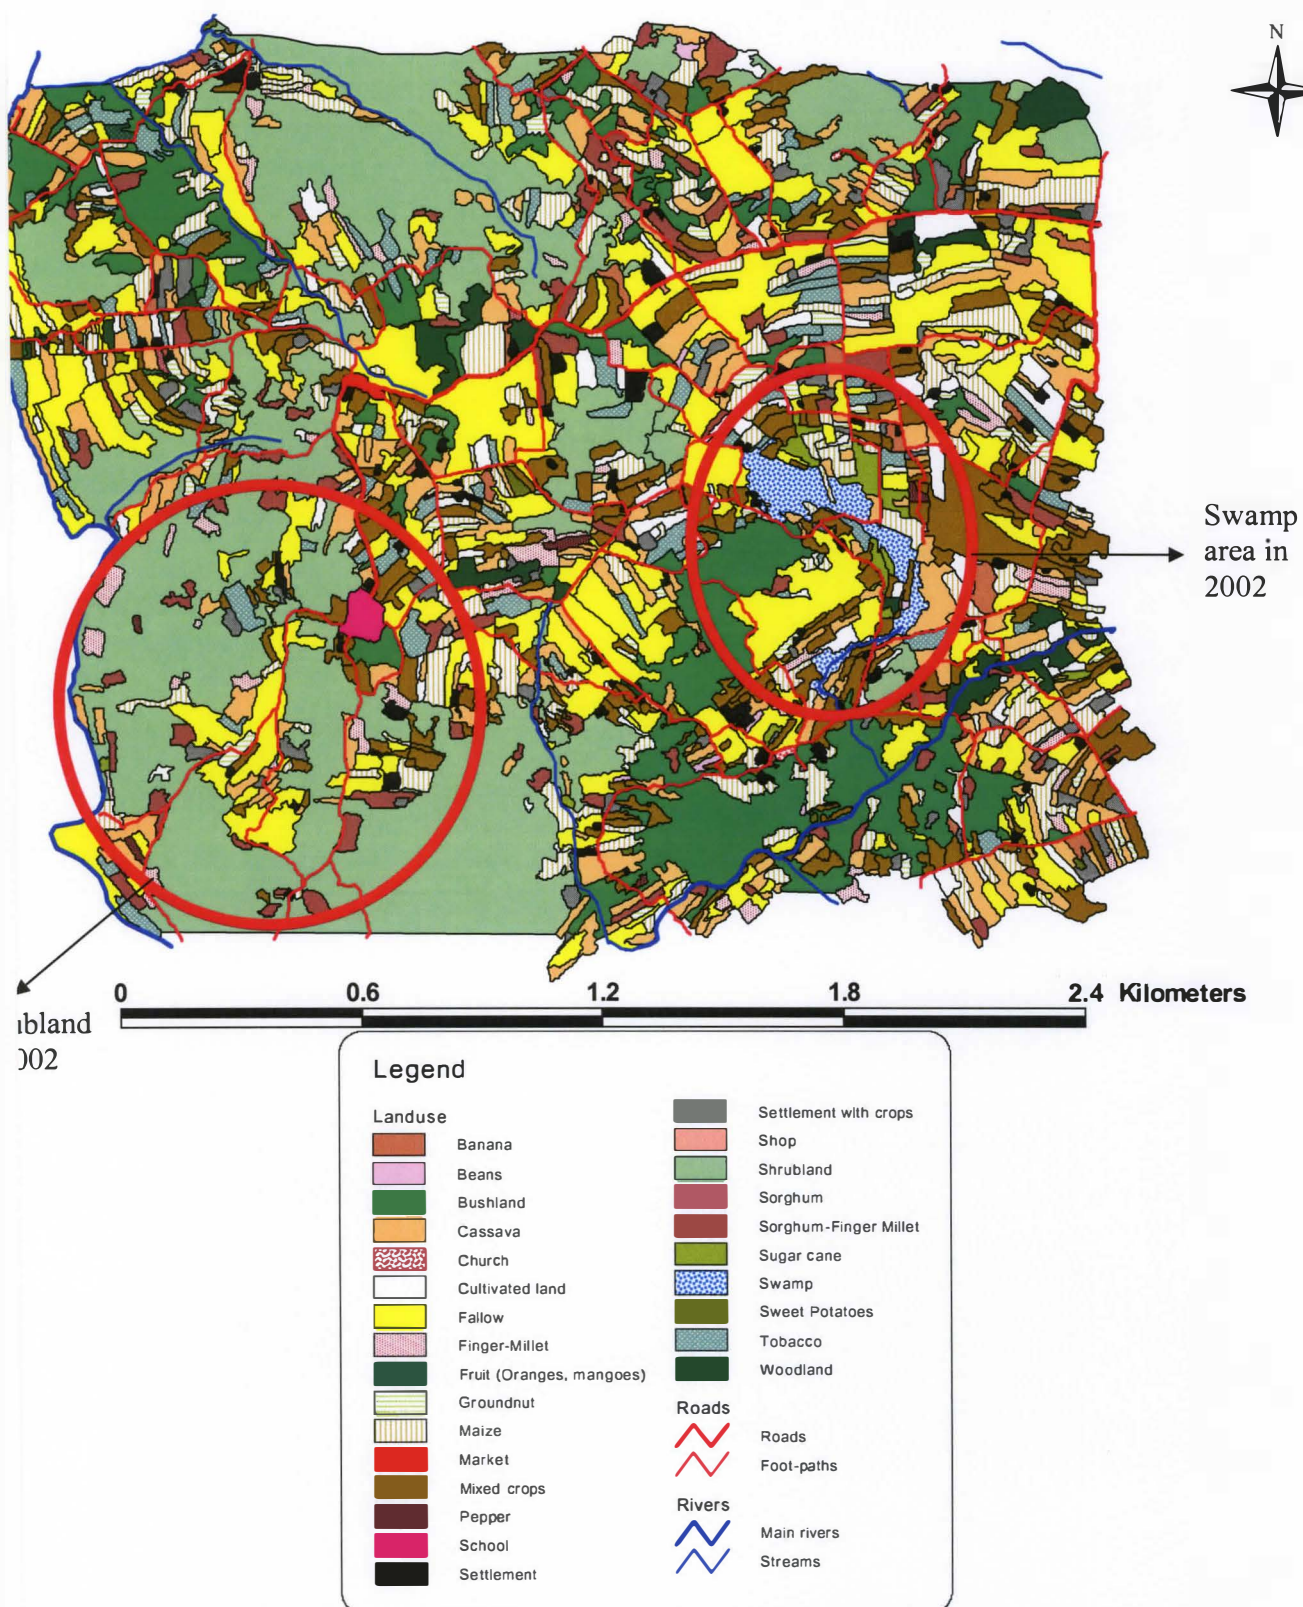 N
Swamp
area in
2002
0 0.6 1.2 1.8 2.4 Kilometers
Legend
Landuse
Banana
Beans
Bushland
Cassava
Church
Cultivated land
Fallow
Finger-Millet
Fruit (Oranges, mangoes)
Groundnut
Maize
Market
Mixed crops
Pepper
School
Settlement
Settlement with crops
Shop
Shrubland
Sorghum
Sorghum-Finger Millet
Sugar cane
Swamp
Sweet Potatoes
Tobacco
Woodland
Roads
Roads
Foot-paths
Rivers
Main rivers
Streams